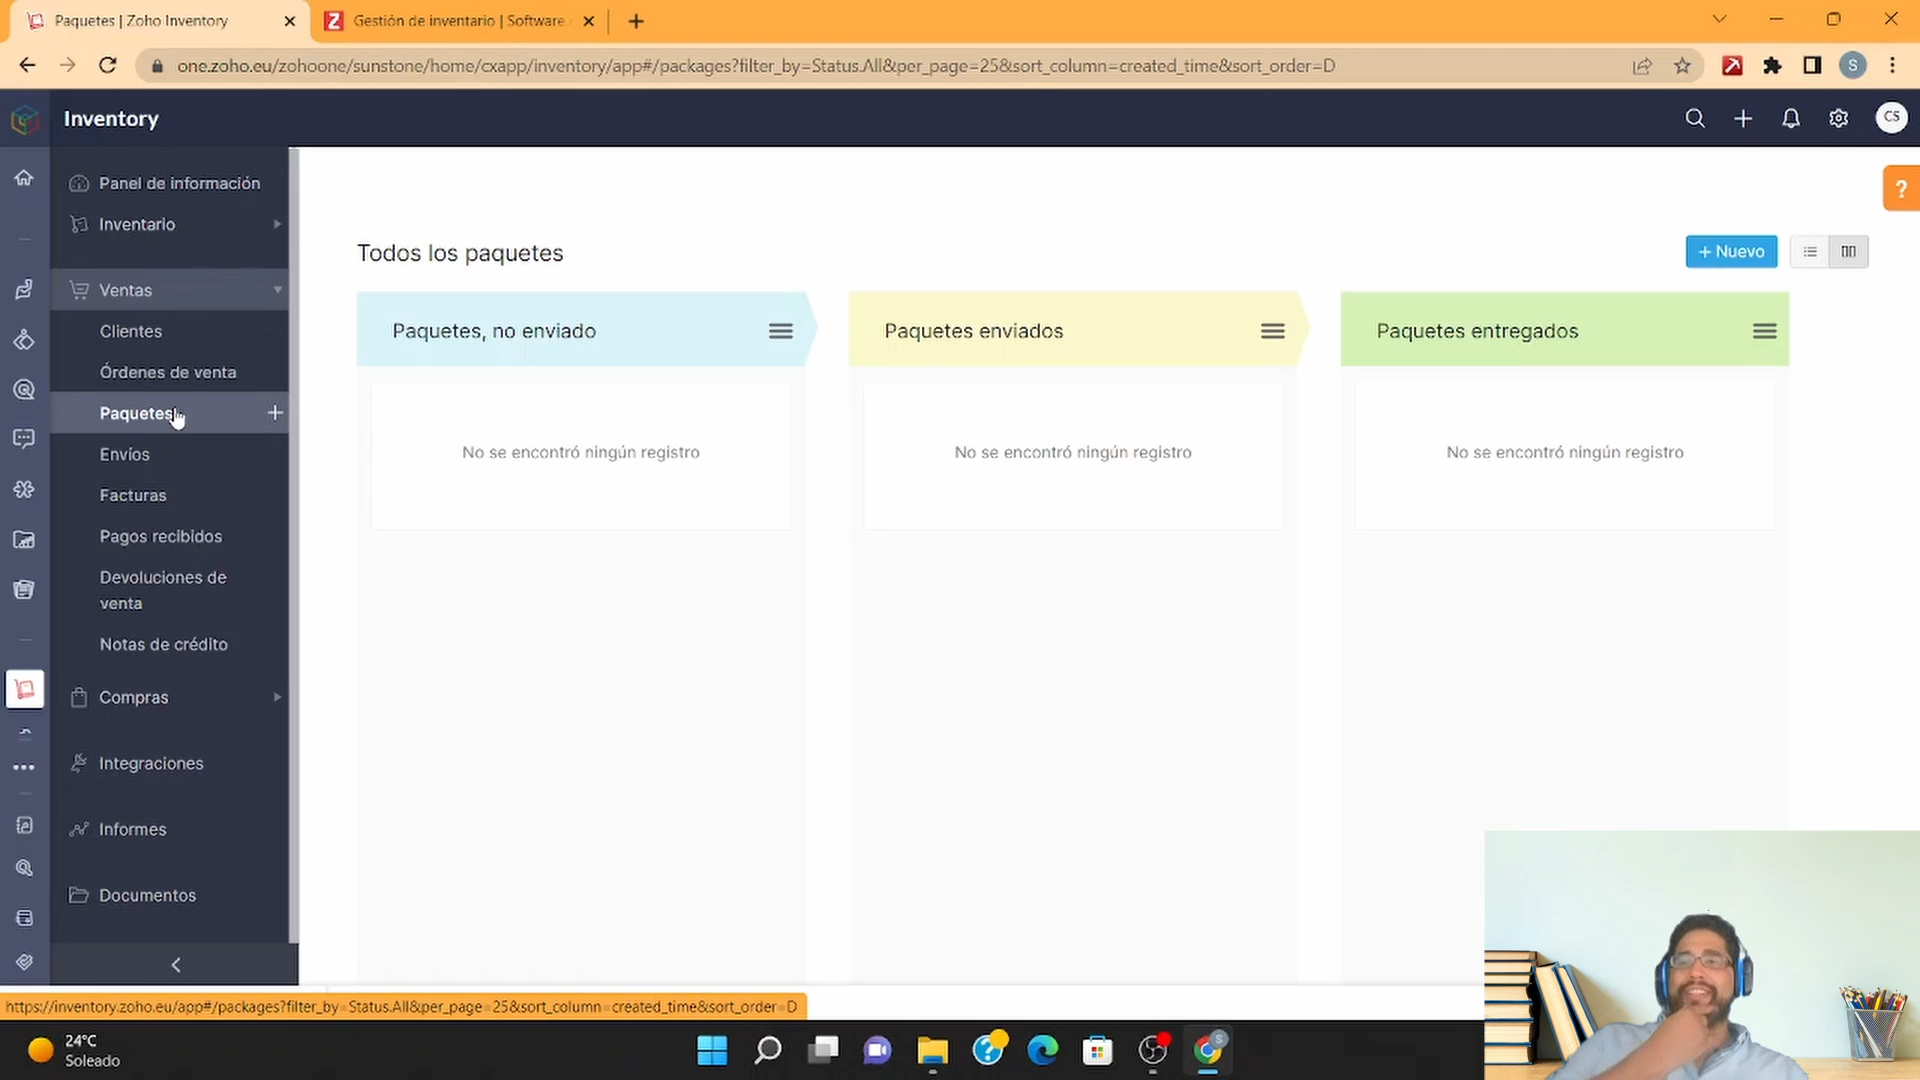 Paquetes | Zoho Inventory
Gestión de inventario | Software
one.zoho.eu/zohoone/sunstone/home/cxapp/inventory/app#/packages?filter_by=Status.All&per_page=25&sort_column=created_time&sort_order=D
S
Inventory
CS
Panel de información
Inventario
Ventas
Clientes
Órdenes de venta
Paquetes
Envíos
Facturas
Pagos recibidos
Devoluciones de
venta
Notas de crédito
Compras
Integraciones
Informes
Documentos
Todos los paquetes
+ Nuevo
?
Paquetes, no enviado
Paquetes enviados
Paquetes entregados
No se encontró ningún registro
No se encontró ningún registro
No se encontró ningún registro
https://inventory.zoho.eu/app#/packages?filter_by=Status.All&per_page=25&sort_column=created_time&sort_order=D
24°C
Soleado